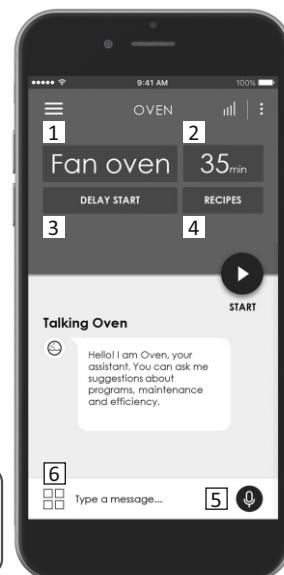 9:41 AM 100%
OVEN
1 2
Fan oven 35min
DELAY START RECIPES
3 4
START
Talking Oven
Hello! I am Oven, your
assistant. You can ask me
suggestions about
programs, maintenance
and efficiency.
6
Type a message... 5